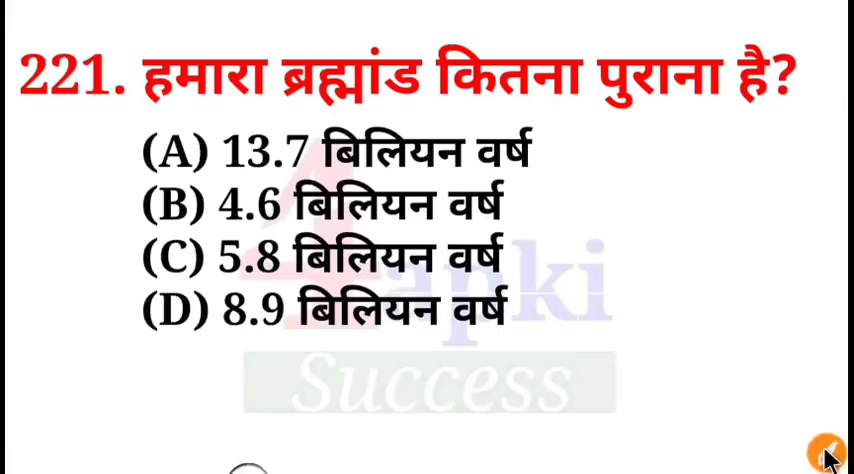 221. हमारा ब्रह्मांड कितना पुराना है?
(A) 13.7 बिलियन वर्ष
(B) 4.6 बिलियन वर्ष
(C) 5.8 बिलियन वर्ष
(D) 8.9 बिलियन वर्ष
4apki
Success